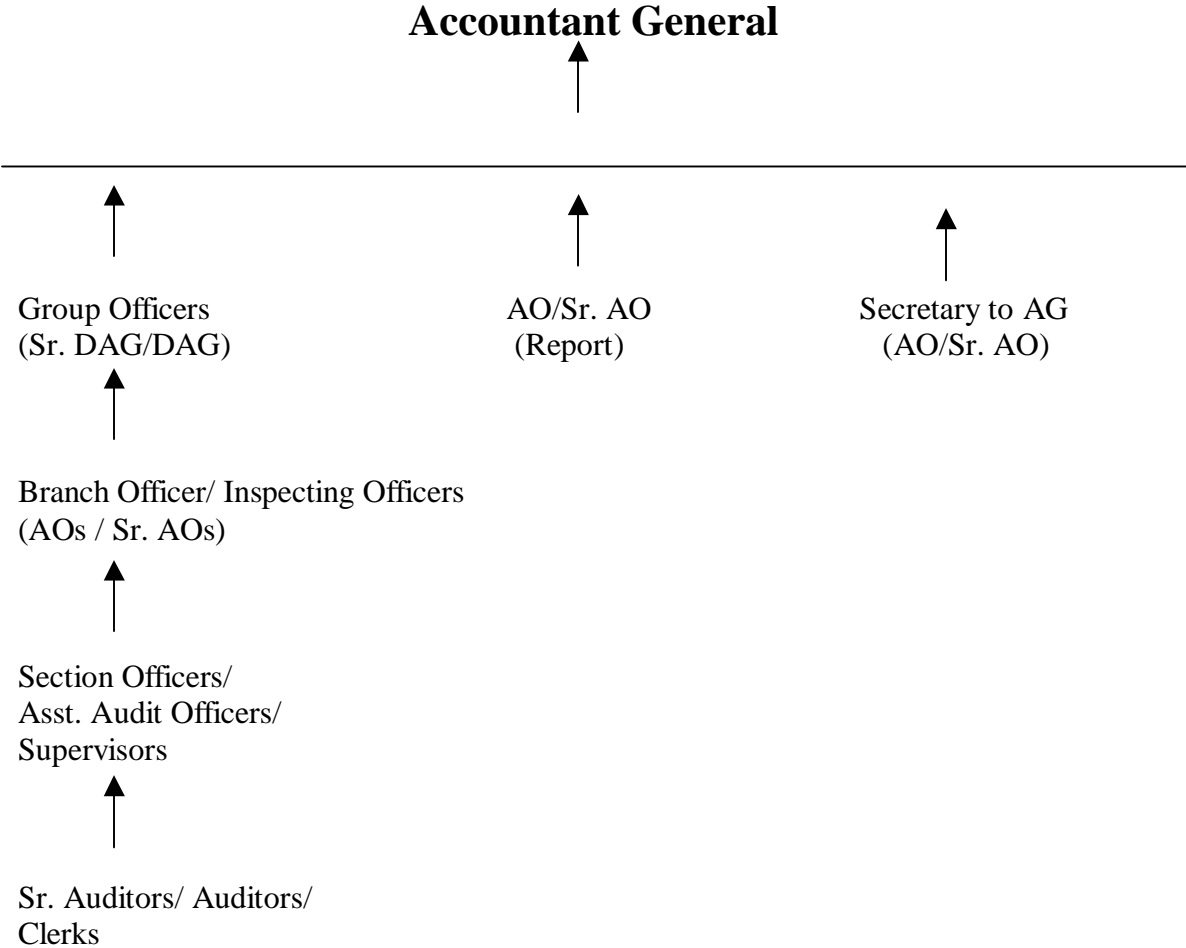 Accountant General
Group Officers
(Sr. DAG/DAG)
AO/Sr. AO
(Report)
Secretary to AG
(AO/Sr. AO)
Branch Officer/ Inspecting Officers
(AOs / Sr. AOs)
Section Officers/
Asst. Audit Officers/
Supervisors
Sr. Auditors/ Auditors/
Clerks